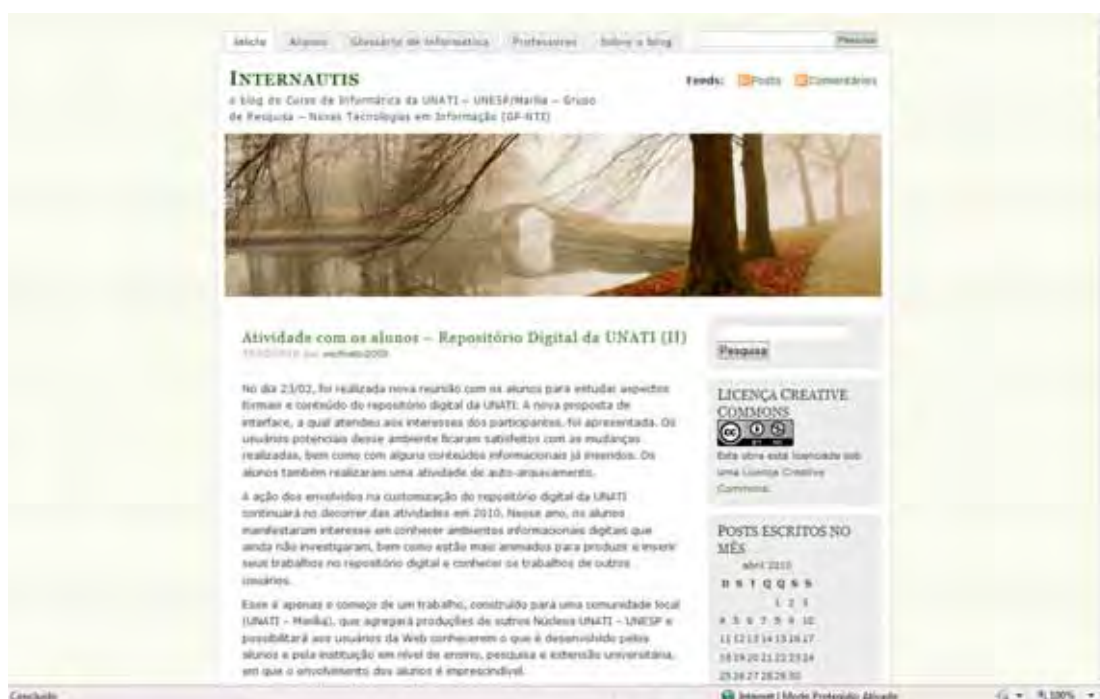 Início Alunos Glossário de Informática Professores Sobre o blog Pesquisa
INTERNAUTIS
Feeds: Posts Comentários
o blog do Curso de Informática da UNATI – UNESP/Marília – Grupo
de Pesquisa – Novas Tecnologias em Informação (GP-NTI)
Atividade com os alunos – Repositório Digital da UNATI (II)
por
No dia 23/02, foi realizada nova reunião com os alunos para estudar aspectos
formais e conteúdo do repositório digital da UNATI. A nova proposta de
interface, a qual atendeu aos interesses dos participantes, foi apresentada. Os
usuários potenciais desse ambiente ficaram satisfeitos com as mudanças
realizadas, bem como com alguns conteúdos informacionais já inseridos. Os
alunos também realizaram uma atividade de auto-arquivamento.
A ação dos envolvidos na customização do repositório digital da UNATI
continuará no decorrer das atividades em 2010. Nesse ano, os alunos
manifestaram interesse em conhecer ambientes informacionais digitais que
ainda não investigaram, bem como estão mais animados para produzir e inserir
seus trabalhos no repositório digital e conhecer os trabalhos de outros
usuários.
Esse é apenas o começo de um trabalho, construído para uma comunidade local
(UNATI – Marília), que agregará produções de outros Núcleos UNATI – UNESP e
possibilitará aos usuários da Web conhecerem o que é desenvolvido pelos
alunos e pela instituição em nível de ensino, pesquisa e extensão universitária,
em que o envolvimento dos alunos é imprescindível.
Pesquisa
LICENÇA CREATIVE
COMMONS
cc
BY ND
Esta obra está licenciada sob
uma Licença Creative
Commons.
POSTS ESCRITOS NO
MÊS
abril 2010
D S T Q Q S S
1 2 3
4 5 6 7 8 9 10
11 12 13 14 15 16 17
18 19 20 21 22 23 24
25 26 27 28 29 30
Concluído
Internet | Modo Protegido: Ativado
100%